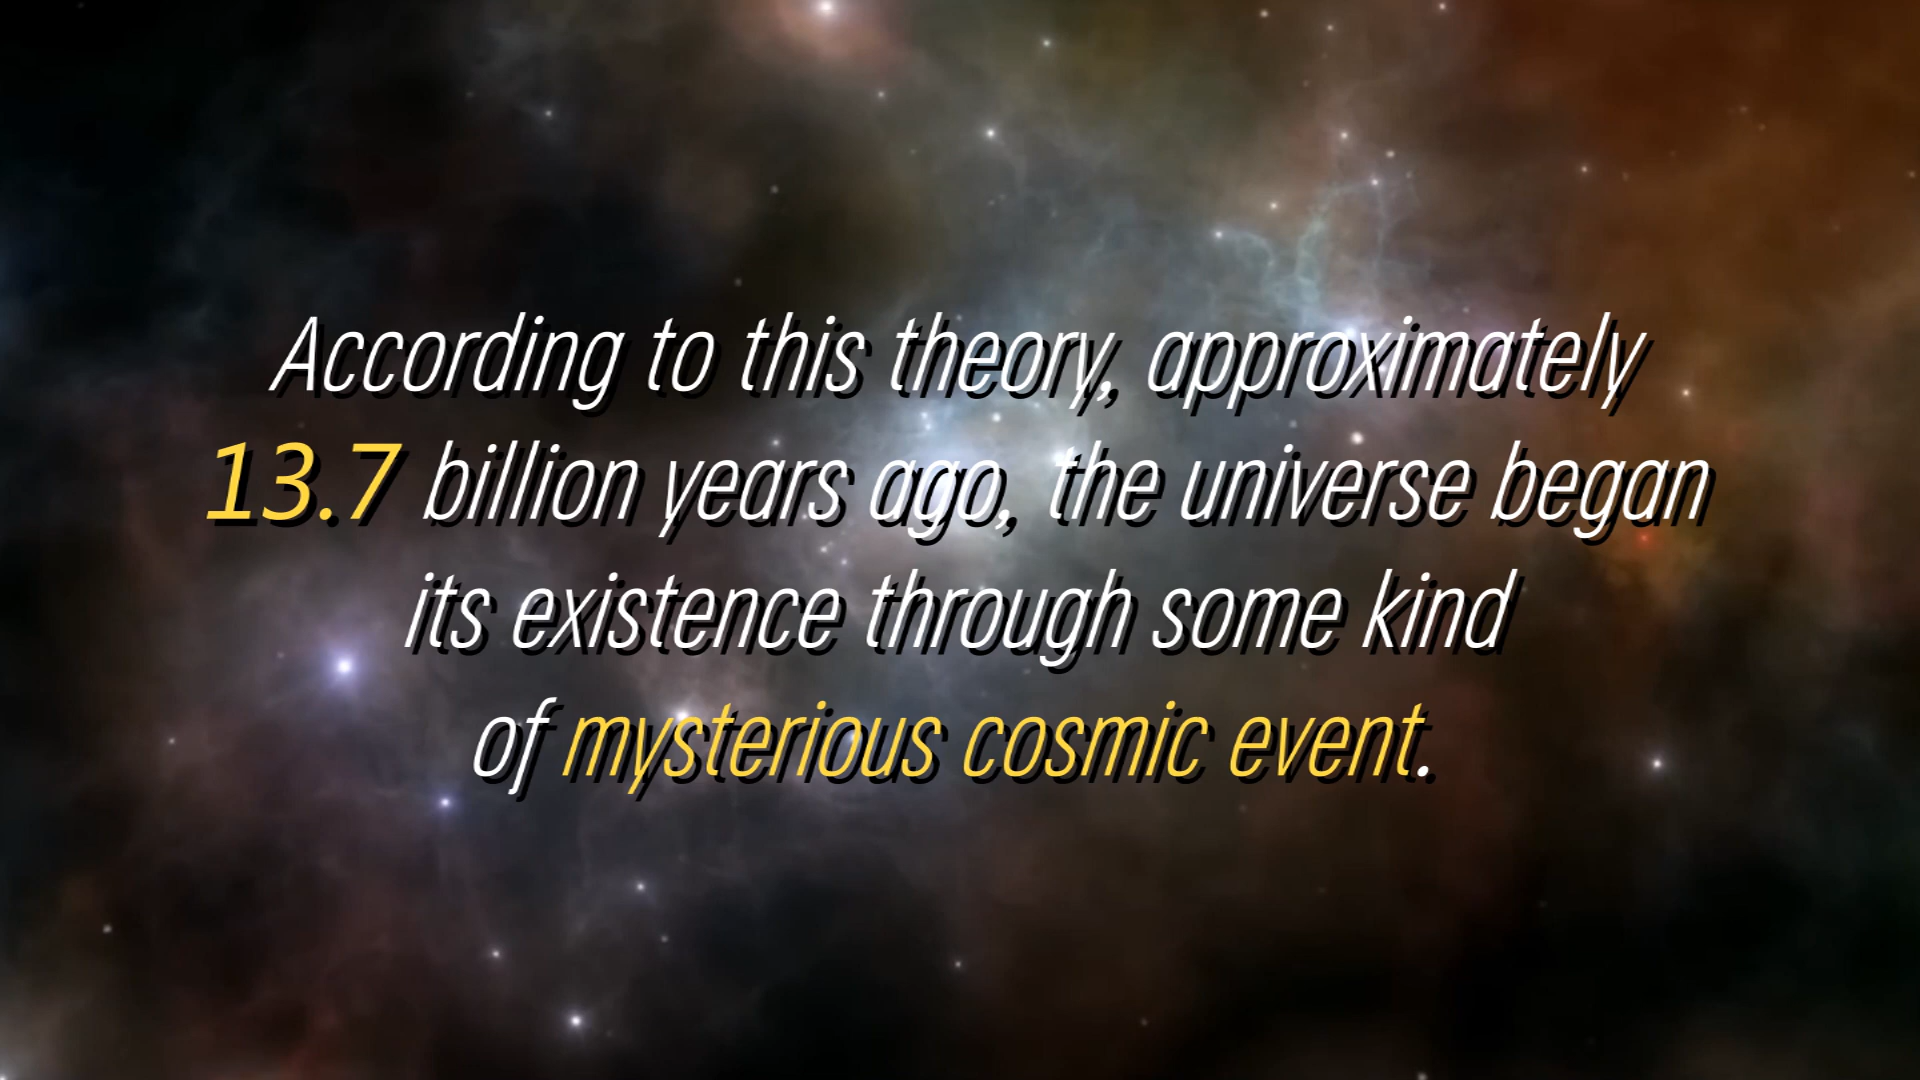 According to this theory, approximately
13.7 billion years ago, the universe began
its existence through some kind
of mysterious cosmic event.